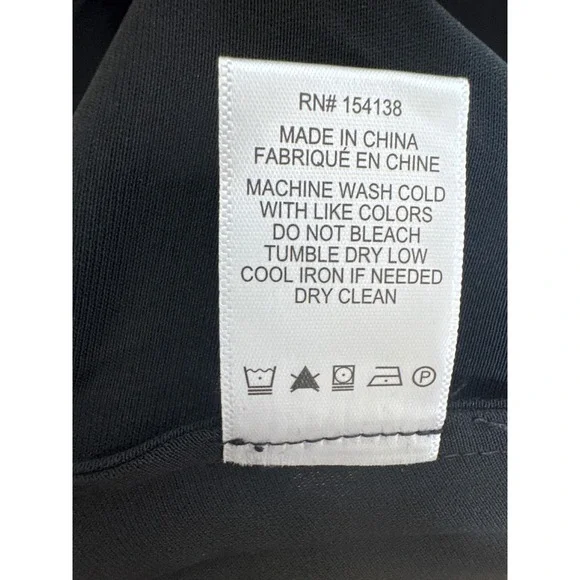 RN# 154138
MADE IN CHINA
FABRIQUÉ EN CHINE
MACHINE WASH COLD
WITH LIKE COLORS
DO NOT BLEACH
TUMBLE DRY LOW
COOL IRON IF NEEDED
DRY CLEAN
P